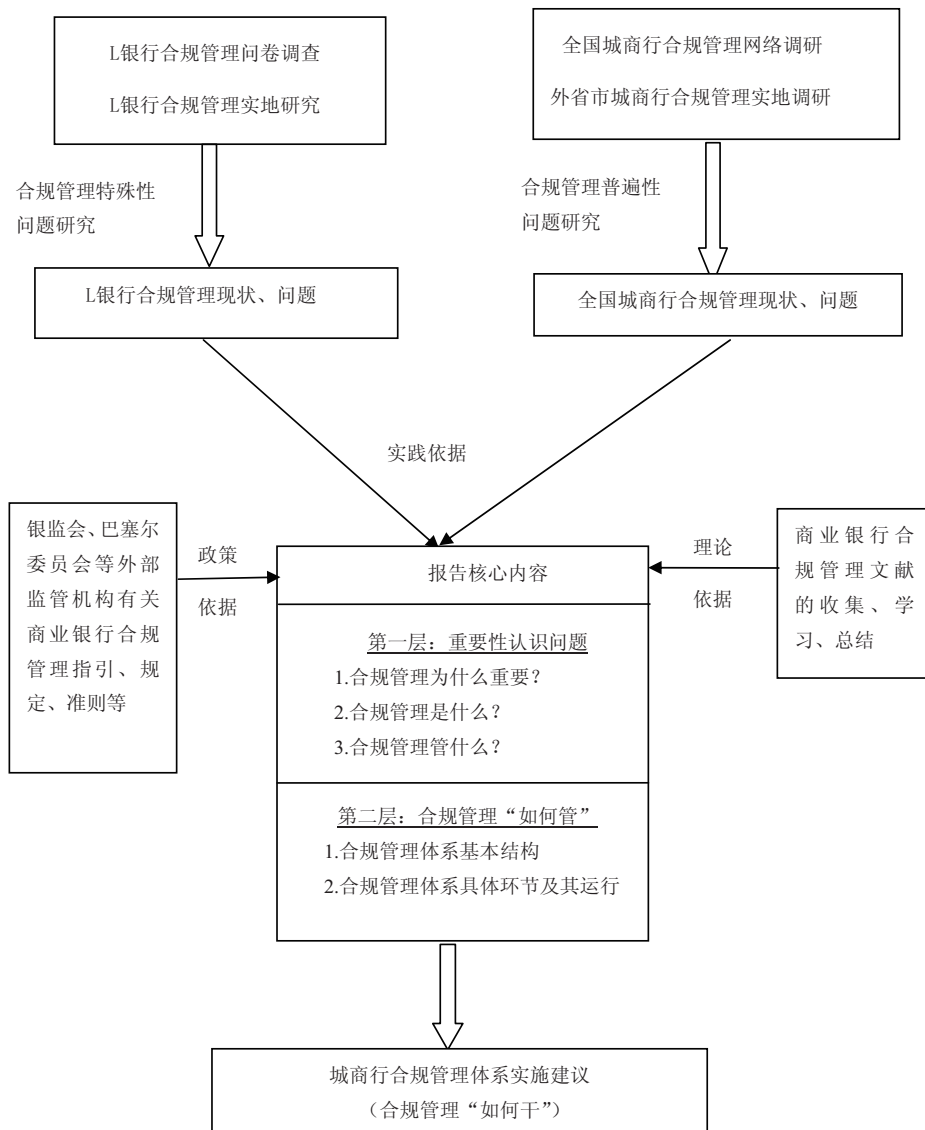 L银行合规管理问卷调查
L银行合规管理实地研究
全国城商行合规管理网络调研
外省市城商行合规管理实地调研
合规管理特殊性
问题研究
合规管理普遍性
问题研究
L银行合规管理现状、问题
全国城商行合规管理现状、问题
实践依据
银监会、巴塞尔
委员会等外部
监管机构有关
商业银行合规
管理指引、规
定、准则等
政策
依据
报告核心内容
理论
依据
商业银行合
规管理文献
的收集、学
习、总结
第一层：重要性认识问题
1.合规管理为什么重要？
2.合规管理是什么？
3.合规管理管什么？
第二层：合规管理“如何管”
1.合规管理体系基本结构
2.合规管理体系具体环节及其运行
城商行合规管理体系实施建议
（合规管理“如何干”）